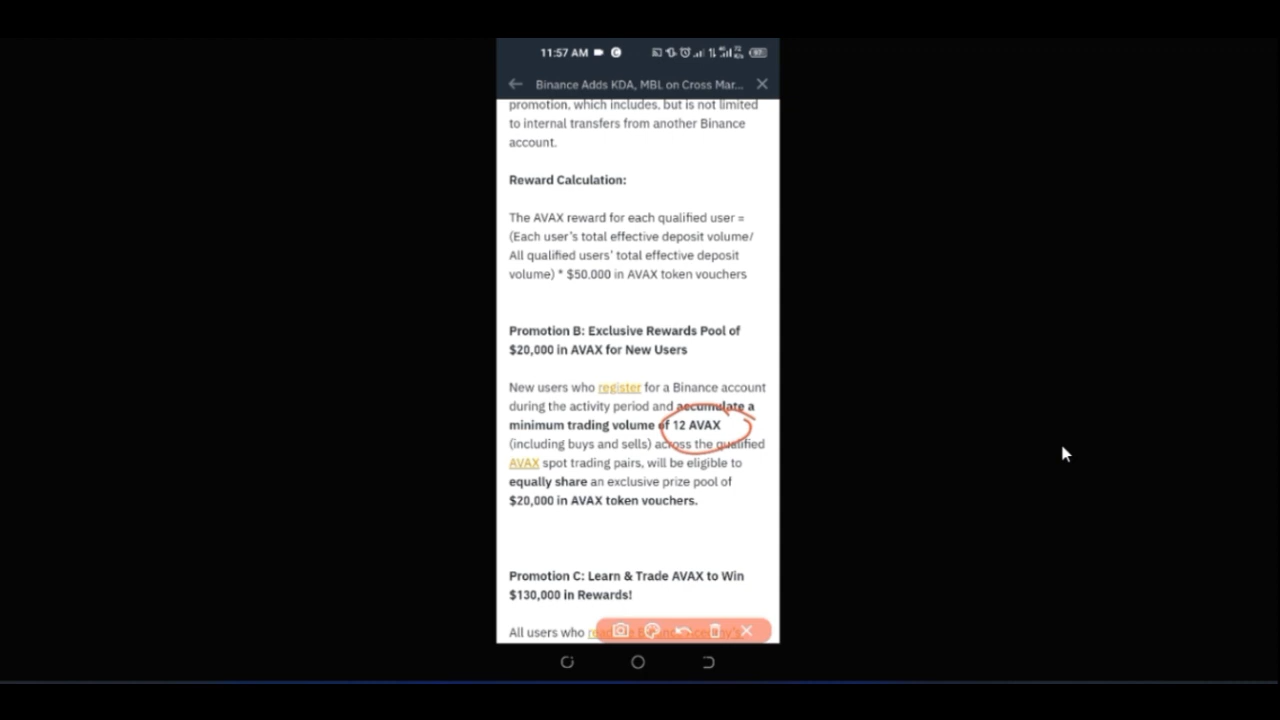 11:57 AM
Binance Adds KDA, MBL on Cross Mar...
promotion, which includes, but is not limited
to internal transfers from another Binance
account.
Reward Calculation:
The AVAX reward for each qualified user =
(Each user's total effective deposit volume/
All qualified users' total effective deposit
volume) * $50,000 in AVAX token vouchers
Promotion B: Exclusive Rewards Pool of
$20,000 in AVAX for New Users
New users who register for a Binance account
during the activity period and accumulate a
minimum trading volume of 12 AVAX
(including buys and sells) across the qualified
AVAX spot trading pairs, will be eligible to
equally share an exclusive prize pool of
$20,000 in AVAX token vouchers.
Promotion C: Learn & Trade AVAX to Win
$130,000 in Rewards!
All users who